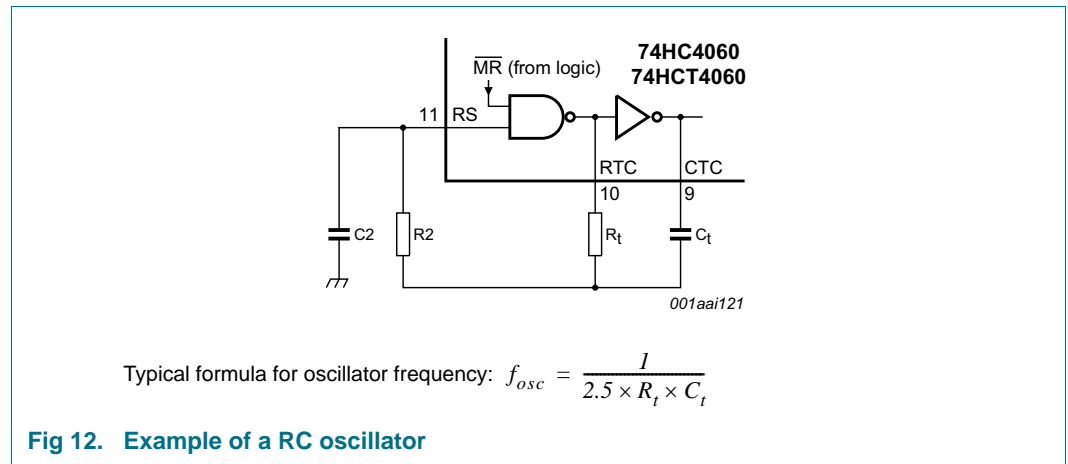 74HC4060
74HCT4060
MR (from logic)
11 RS
RTC CTC
10 9
C2 R2 Rt Ct
001aai121
Typical formula for oscillator frequency: fosc = 1 / (2.5 × Rt × Ct)
Fig 12. Example of a RC oscillator